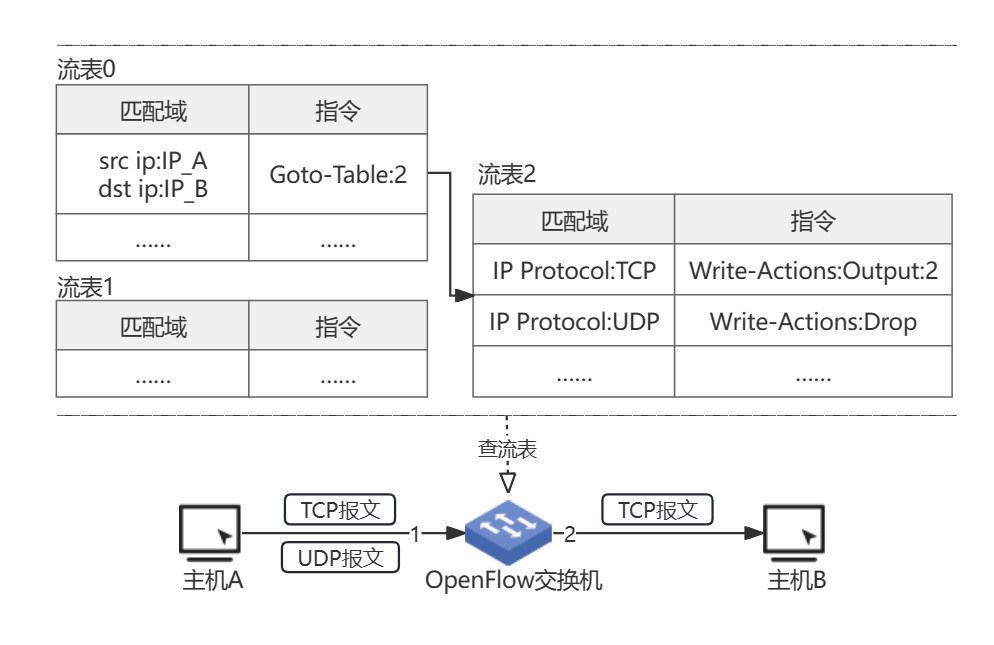 流表0
匹配域 指令
src ip:IP_A
dst ip:IP_B
Goto-Table:2
...... ......
流表1
匹配域 指令
...... ......
流表2
匹配域 指令
IP Protocol:TCP Write-Actions:Output:2
IP Protocol:UDP Write-Actions:Drop
...... ......
查流表
TCP报文
UDP报文
1
2
TCP报文
主机A
OpenFlow交换机
主机B